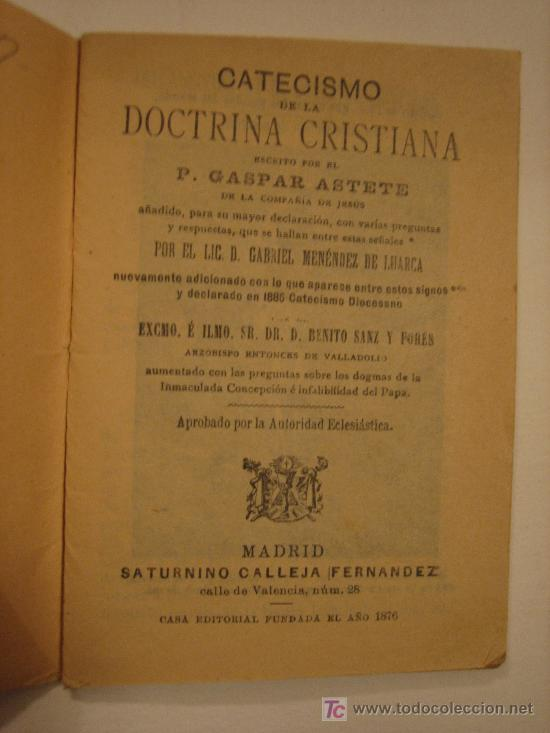 CATECISMO
DE LA
DOCTRINA CRISTIANA
ESCRITO POR EL
P. GASPAR ASTETE
DE LA COMPAÑIA DE JESÚS
añadido, para su mayor declaración, con varias preguntas
y respuestas, que se hallan entre estas señales *
POR EL LIC. D. GABRIEL MENÉNDEZ DE LUARCA
nuevamente adicionado con lo que aparece entre estos signos
y declarado en 1886 Catecismo Diocesano
EXCMO. É ILMO. SR. DR. D. BENITO SANZ Y FORÉS
ARZOBISPO ENTONCES DE VALLADOLID
aumentado con las preguntas sobre los dogmas de la
Inmaculada Concepción é infalibilidad del Papa.
Aprobado por la Autoridad Eclesiástica.
MADRID
SATURNINO CALLEJA FERNANDEZ
calle de Valencia, núm. 28
CASA EDITORIAL FUNDADA EL AÑO 1876
TC www.todocoleccion.net